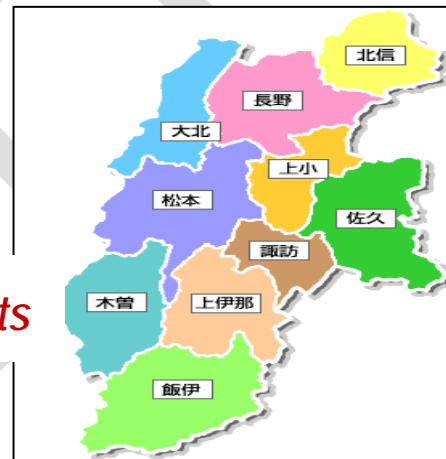 北信
長野
大北
上小
松本
佐久
諏訪
木曽
上伊那
ts
飯伊